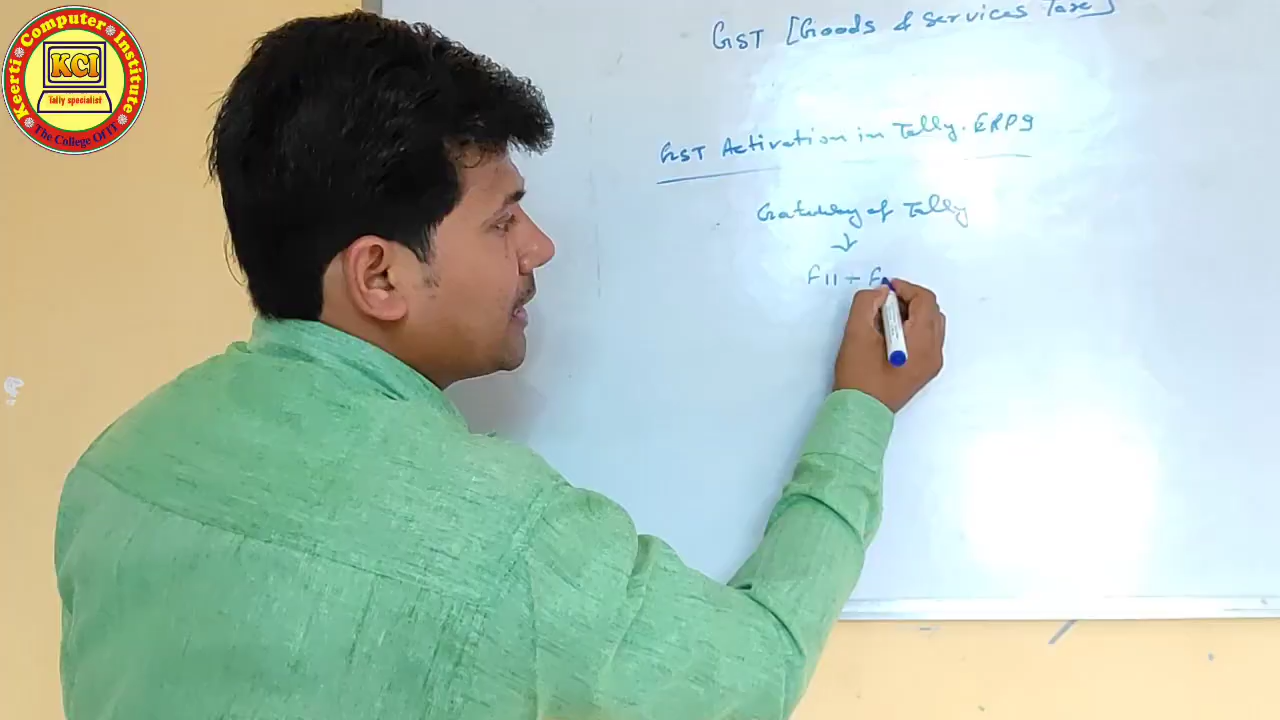 Keerti Computer Institute
KCI
Tally specialist
The College Of IT
GST [Goods & Services Tax]
GST Activation in Tally.ERP9
Gateway of Tally
↓
F11 - F